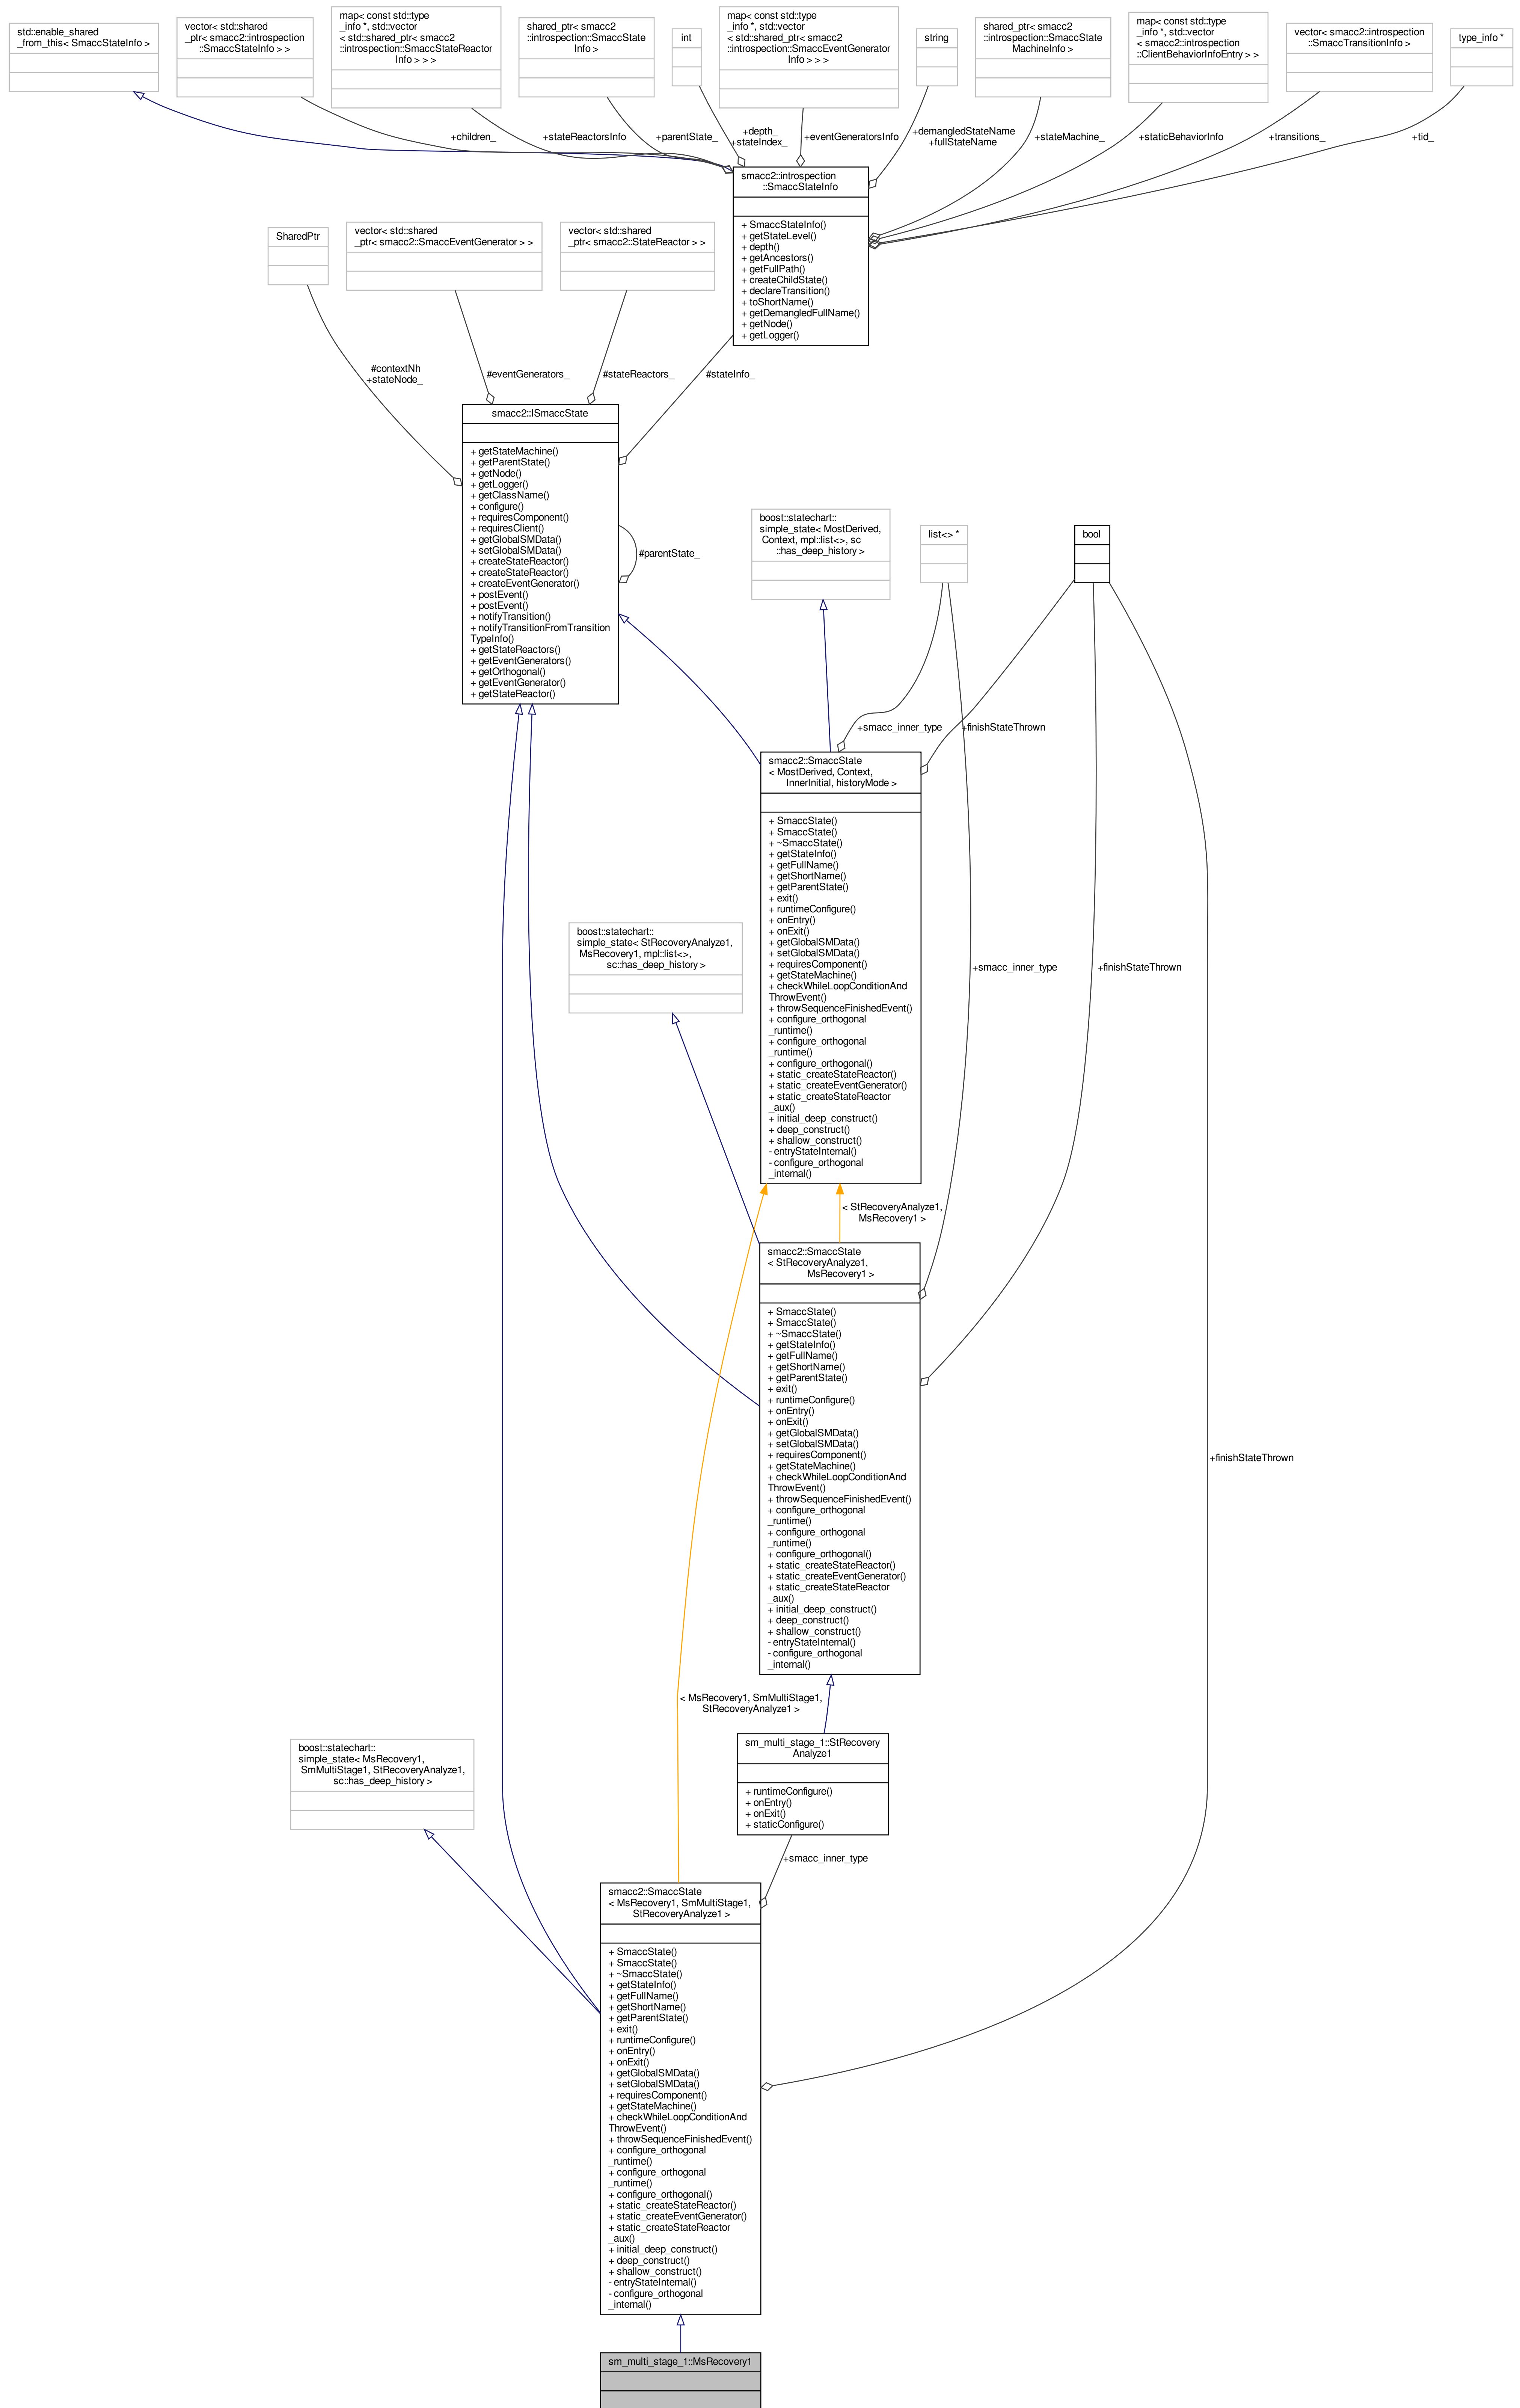 std::enable_shared
_from_this< SmaccStateInfo >
vector< std::shared
_ptr< smacc2::introspection
::SmaccStateInfo > >
map< const std::type
_info *, std::vector
< std::shared_ptr< smacc2
::introspection::SmaccStateReactor
Info > > >
shared_ptr< smacc2
::introspection::SmaccState
Info >
int
map< const std::type
_info *, std::vector
< std::shared_ptr< smacc2
::introspection::SmaccEventGenerator
Info > > >
string
shared_ptr< smacc2
::introspection::SmaccState
MachineInfo >
map< const std::type
_info *, std::vector
< smacc2::introspection
::ClientBehaviorInfoEntry > >
vector< smacc2::introspection
::SmaccTransitionInfo >
type_info *
+children_
+stateReactorsInfo
+parentState_
+depth_
+stateIndex_
+eventGeneratorsInfo
+demangledStateName
+fullStateName
+stateMachine_
+staticBehaviorInfo
+transitions_
+tid_
smacc2::introspection
::SmaccStateInfo
+ SmaccStateInfo()
+ getStateLevel()
+ depth()
+ getAncestors()
+ getFullPath()
+ createChildState()
+ declareTransition()
+ toShortName()
+ getDemangledFullName()
+ getNode()
+ getLogger()
SharedPtr
vector< std::shared
_ptr< smacc2::SmaccEventGenerator > >
vector< std::shared
_ptr< smacc2::StateReactor > >
#contextNh
+stateNode_
#eventGenerators_
#stateReactors_
#stateInfo_
smacc2::ISmaccState
+ getStateMachine()
+ getParentState()
+ getNode()
+ getLogger()
+ getClassName()
+ configure()
+ requiresComponent()
+ requiresClient()
+ getGlobalSMData()
+ setGlobalSMData()
+ createStateReactor()
+ createStateReactor()
+ createEventGenerator()
+ postEvent()
+ postEvent()
+ notifyTransition()
+ notifyTransitionFromTransition
TypeInfo()
+ getStateReactors()
+ getEventGenerators()
+ getOrthogonal()
+ getEventGenerator()
+ getStateReactor()
#parentState_
boost::statechart::
simple_state< MostDerived,
Context, mpl::list<>, sc
::has_deep_history >
list<> *
bool
+smacc_inner_type
+finishStateThrown
smacc2::SmaccState
< MostDerived, Context,
InnerInitial, historyMode >
+ SmaccState()
+ SmaccState()
+ ~SmaccState()
+ getStateInfo()
+ getFullName()
+ getShortName()
+ getParentState()
+ exit()
+ runtimeConfigure()
+ onEntry()
+ onExit()
+ getGlobalSMData()
+ setGlobalSMData()
+ requiresComponent()
+ getStateMachine()
+ checkWhileLoopConditionAnd
ThrowEvent()
+ throwSequenceFinishedEvent()
+ configure_orthogonal
_runtime()
+ configure_orthogonal
_runtime()
+ configure_orthogonal()
+ static_createStateReactor()
+ static_createEventGenerator()
+ static_createStateReactor
_aux()
+ initial_deep_construct()
+ deep_construct()
+ shallow_construct()
- entryStateInternal()
- configure_orthogonal
_internal()
boost::statechart::
simple_state< StRecoveryAnalyze1,
MsRecovery1, mpl::list<>,
sc::has_deep_history >
+smacc_inner_type
+finishStateThrown
< StRecoveryAnalyze1,
MsRecovery1 >
smacc2::SmaccState
< StRecoveryAnalyze1,
MsRecovery1 >
+ SmaccState()
+ SmaccState()
+ ~SmaccState()
+ getStateInfo()
+ getFullName()
+ getShortName()
+ getParentState()
+ exit()
+ runtimeConfigure()
+ onEntry()
+ onExit()
+ getGlobalSMData()
+ setGlobalSMData()
+ requiresComponent()
+ getStateMachine()
+ checkWhileLoopConditionAnd
ThrowEvent()
+ throwSequenceFinishedEvent()
+ configure_orthogonal
_runtime()
+ configure_orthogonal
_runtime()
+ configure_orthogonal()
+ static_createStateReactor()
+ static_createEventGenerator()
+ static_createStateReactor
_aux()
+ initial_deep_construct()
+ deep_construct()
+ shallow_construct()
- entryStateInternal()
- configure_orthogonal
_internal()
+finishStateThrown
< MsRecovery1, SmMultiStage1,
StRecoveryAnalyze1 >
boost::statechart::
simple_state< MsRecovery1,
SmMultiStage1, StRecoveryAnalyze1,
sc::has_deep_history >
sm_multi_stage_1::StRecovery
Analyze1
+ runtimeConfigure()
+ onEntry()
+ onExit()
+ staticConfigure()
+smacc_inner_type
smacc2::SmaccState
< MsRecovery1, SmMultiStage1,
StRecoveryAnalyze1 >
+ SmaccState()
+ SmaccState()
+ ~SmaccState()
+ getStateInfo()
+ getFullName()
+ getShortName()
+ getParentState()
+ exit()
+ runtimeConfigure()
+ onEntry()
+ onExit()
+ getGlobalSMData()
+ setGlobalSMData()
+ requiresComponent()
+ getStateMachine()
+ checkWhileLoopConditionAnd
ThrowEvent()
+ throwSequenceFinishedEvent()
+ configure_orthogonal
_runtime()
+ configure_orthogonal
_runtime()
+ configure_orthogonal()
+ static_createStateReactor()
+ static_createEventGenerator()
+ static_createStateReactor
_aux()
+ initial_deep_construct()
+ deep_construct()
+ shallow_construct()
- entryStateInternal()
- configure_orthogonal
_internal()
sm_multi_stage_1::MsRecovery1